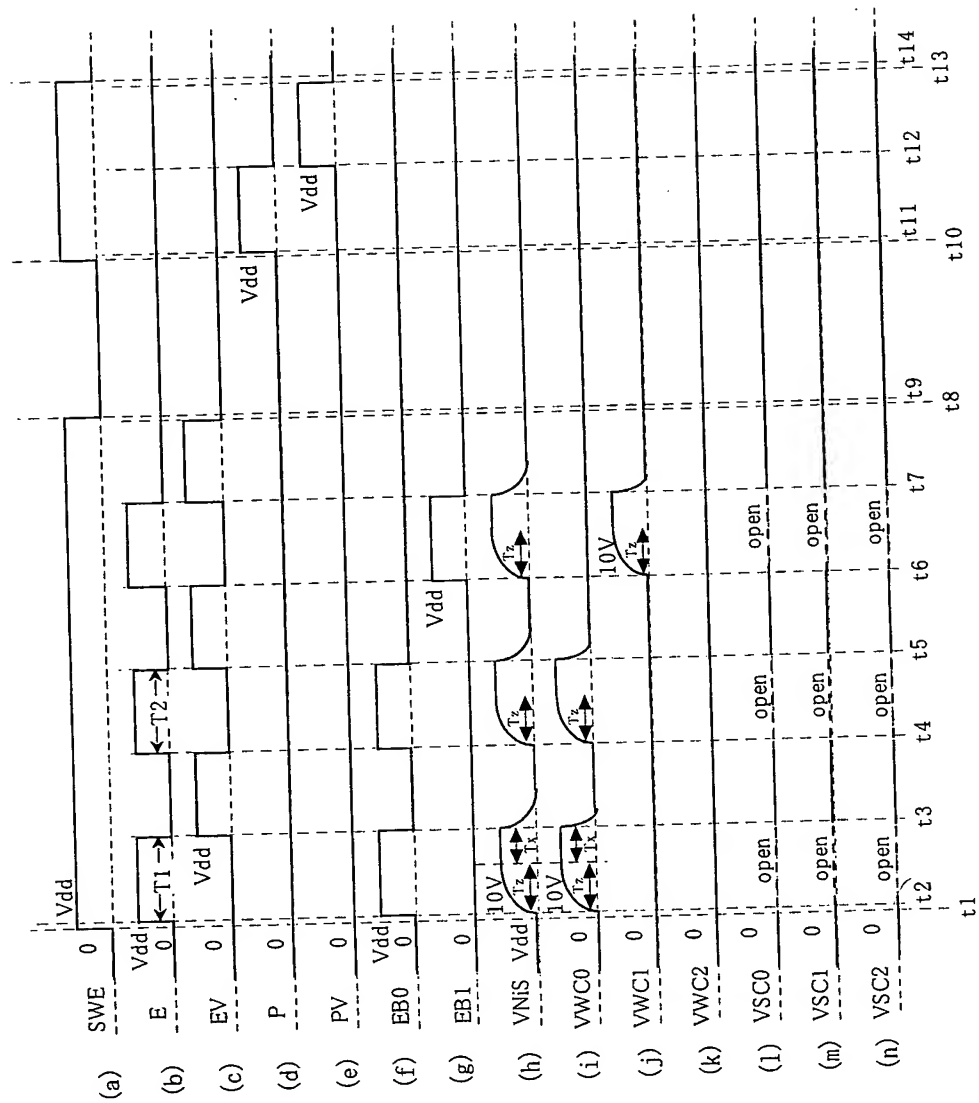 Vdd
(a) SWE 0
Vdd T1 T2
(b) E 0
Vdd
(c) EV 0
Vdd
(d) P 0
Vdd
(e) PV 0
Vdd
(f) EB0 0
Vdd
(g) EB1 0
10V Tz Tx Tz Tz
(h) VNiS Vdd
10V Tz Tx Tz
(i) VWC0 0
10V Tz
(j) VWC1 0
(k) VWC2 0
(l) VSC0 0 open open open
(m) VSC1 0 open open open
(n) VSC2 0 open open open
t1 t2 t3 t4 t5 t6 t7 t8 t9 t10 t11 t12 t13 t14